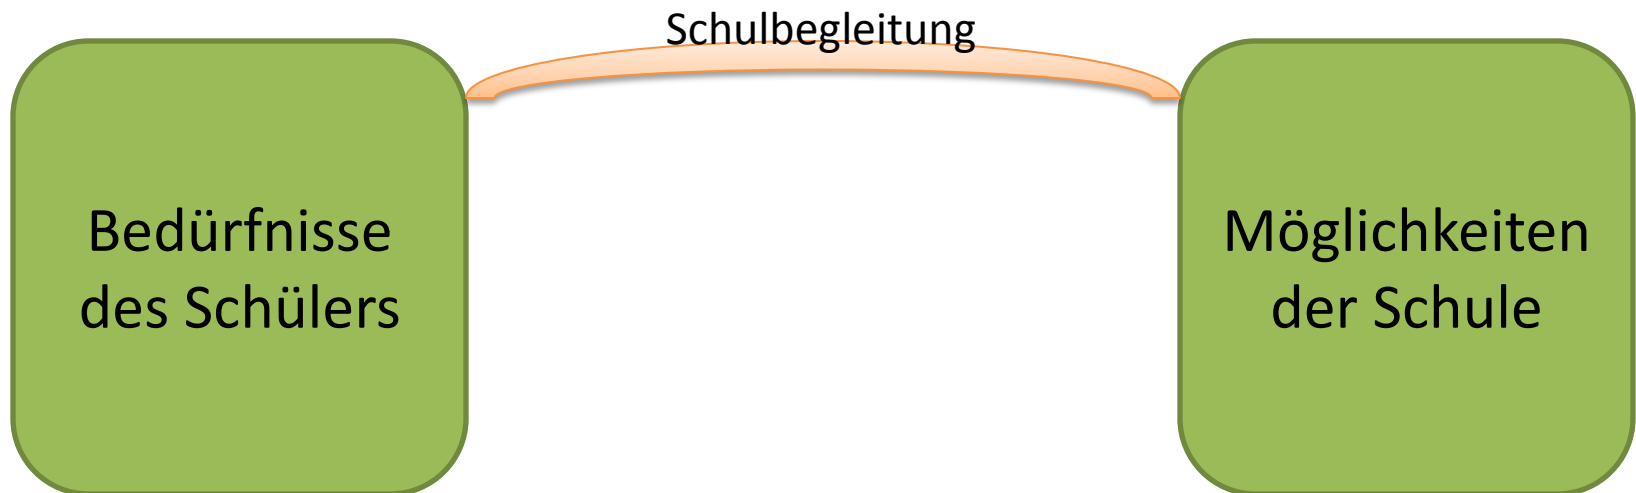 Schulbegleitung
Bedürfnisse
des Schülers
Möglichkeiten
der Schule